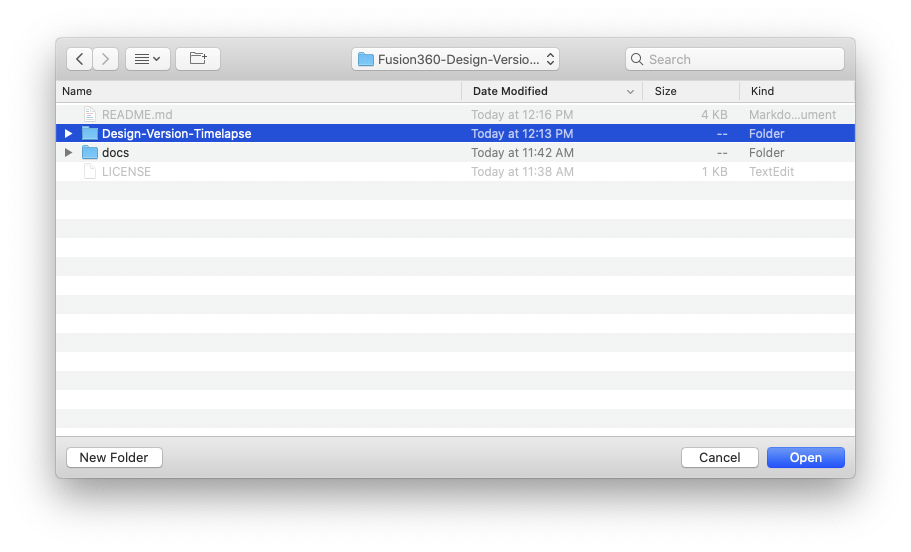 Fusion360-Design-Versio...
Search
Name Date Modified Size Kind
README.md Today at 12:16 PM 4 KB Markdo...ument
Design-Version-Timelapse Today at 12:13 PM -- Folder
docs Today at 11:42 AM -- Folder
LICENSE Today at 11:38 AM 1 KB TextEdit
New Folder Cancel Open